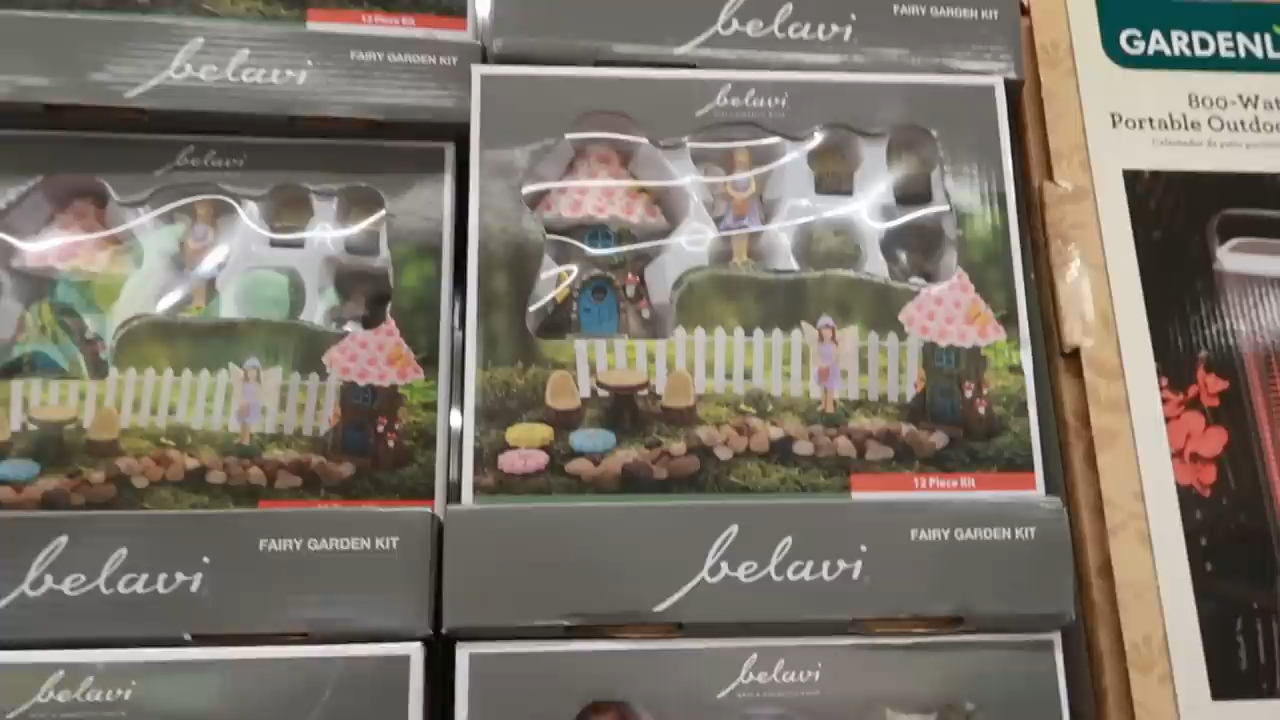 12 Piece Kit
belavi
FAIRY GARDEN KIT
belavi
FAIRY GARDEN KIT
belavi
belavi
12 Piece Kit
belavi
FAIRY GARDEN KIT
belavi
FAIRY GARDEN KIT
belavi
belavi
GARDENL
800-Wat
Portable Outdoo